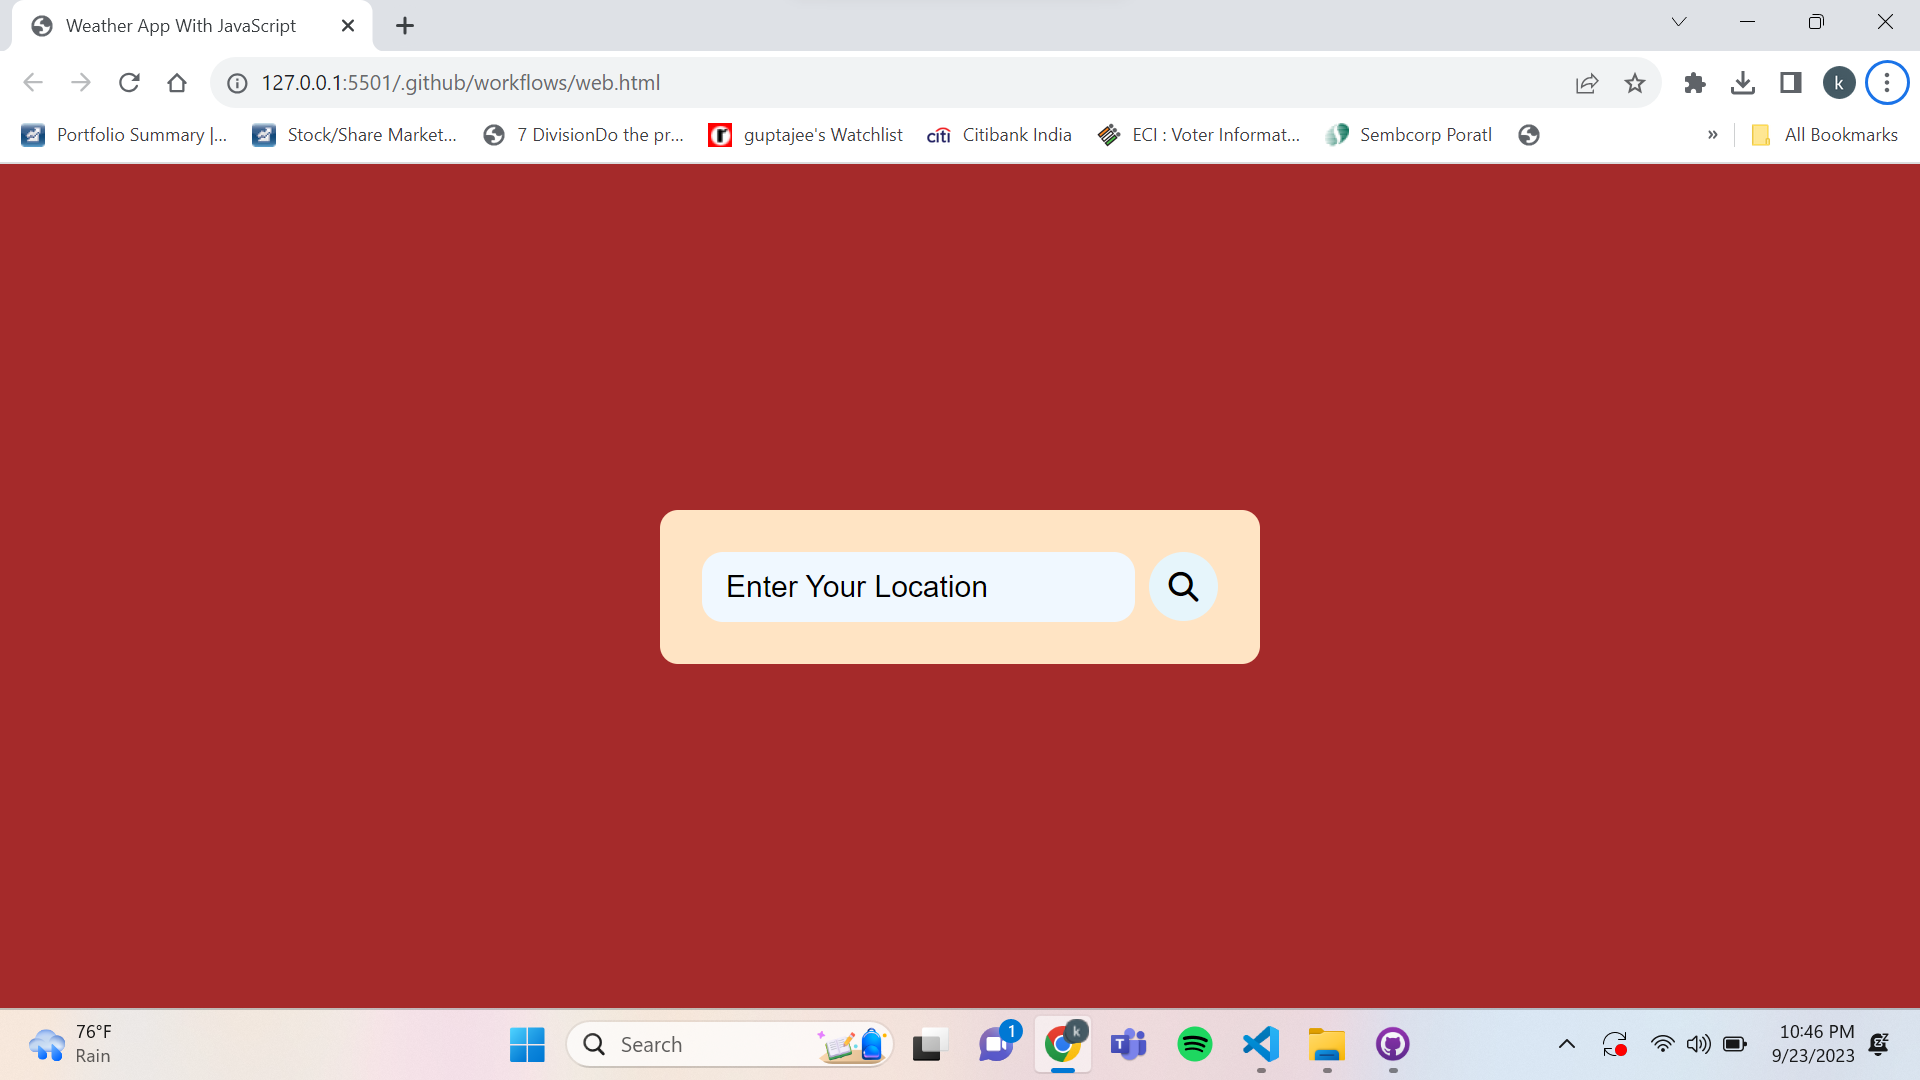 Weather App With JavaScript
127.0.0.1:5501/.github/workflows/web.html
k
Portfolio Summary |... Stock/Share Market... 7 DivisionDo the pr... guptajee's Watchlist citi Citibank India ECI : Voter Informat... Sembcorp Poratl » All Bookmarks
Enter Your Location
76°F
Rain
Search
1
k
T
10:46 PM
9/23/2023